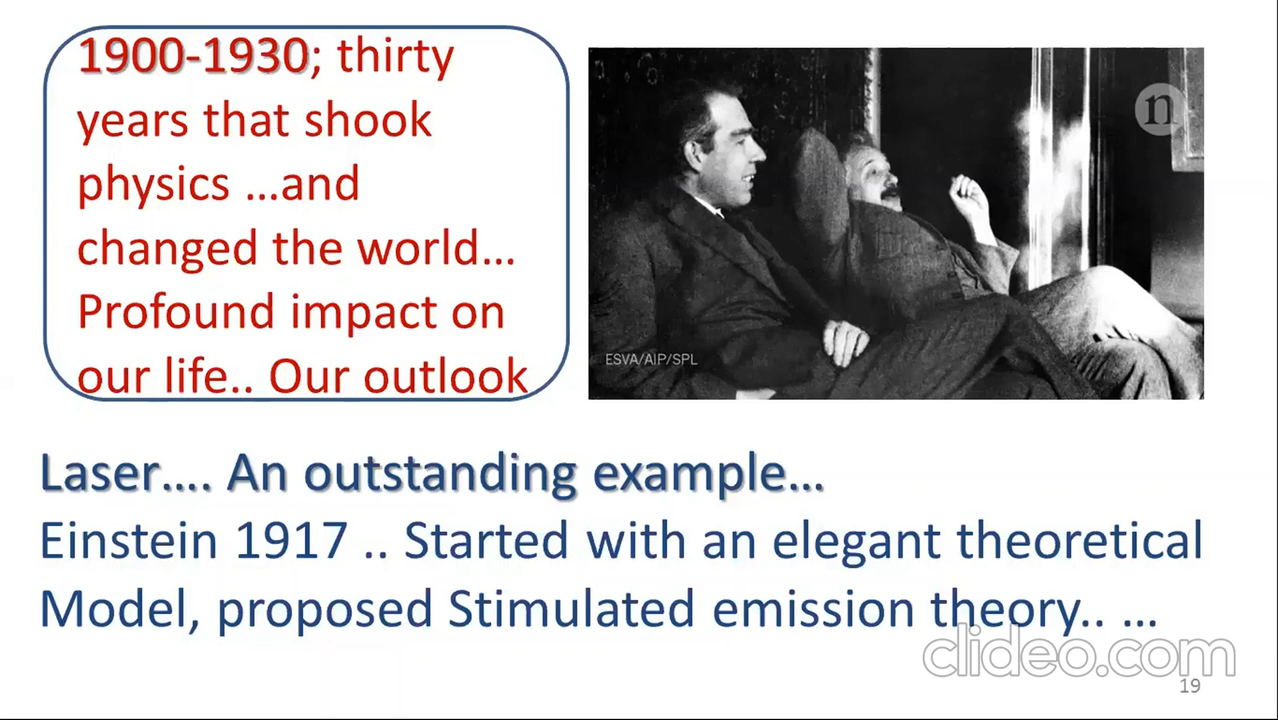 1900-1930; thirty
years that shook
physics ...and
changed the world...
Profound impact on
our life.. Our outlook
n
ESVA/AIP/SPL
Laser.... An outstanding example...
Einstein 1917 .. Started with an elegant theoretical
Model, proposed Stimulated emission theory.. ...
clideo.com
19